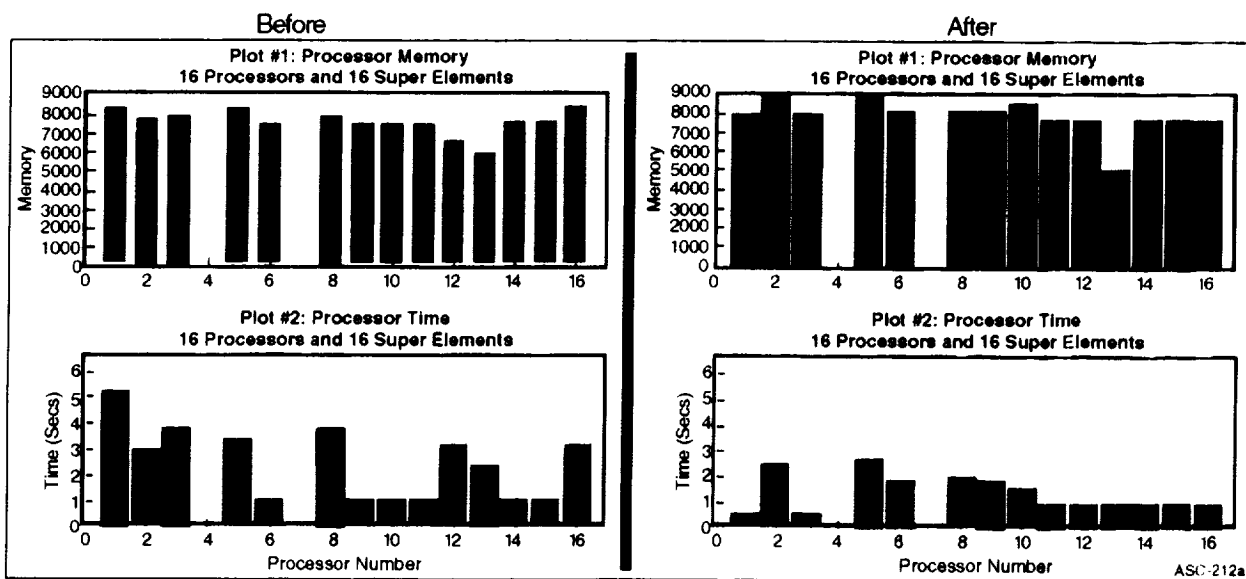 Before
Plot #1: Processor Memory
16 Processors and 16 Super Elements
9000
8000
7000
6000
5000
4000
3000
2000
1000
0
Memory
0 2 4 6 8 10 12 14 16
Plot #2: Processor Time
16 Processors and 16 Super Elements
6
5
4
3
2
1
0
Time (Secs)
0 2 4 6 8 10 12 14 16
Processor Number
After
Plot #1: Processor Memory
16 Processors and 16 Super Elements
9000
8000
7000
6000
5000
4000
3000
2000
1000
0
Memory
0 2 4 6 8 10 12 14 16
Plot #2: Processor Time
16 Processors and 16 Super Elements
6
5
4
3
2
1
0
Time (Secs)
0 2 4 6 8 10 12 14 16
Processor Number
ASC-212a